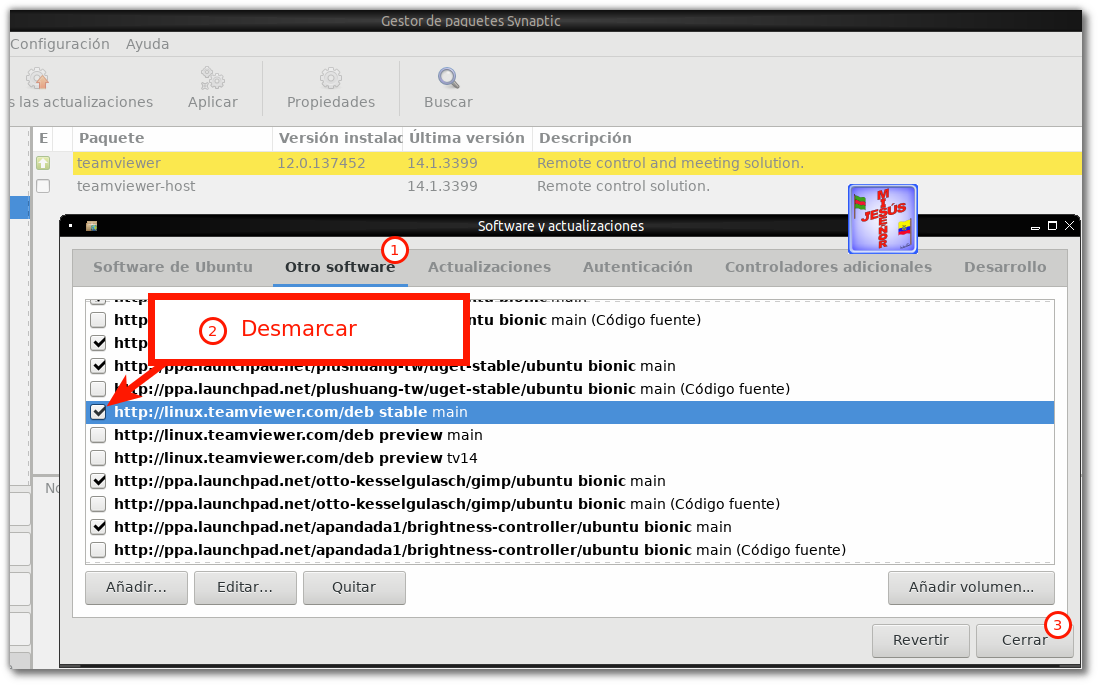 Gestor de paquetes Synaptic
Configuración Ayuda
s las actualizaciones Aplicar Propiedades Buscar
E Paquete Versión instalad Última versión Descripción
teamviewer 12.0.137452 14.1.3399 Remote control and meeting solution.
teamviewer-host 14.1.3399 Remote control solution.
MISEÑOR
JESÚS
Software y actualizaciones
1
Software de Ubuntu Otro software Actualizaciones Autenticación Controladores adicionales Desarrollo
http ntu bionic main (Código fuente)
2 Desmarcar
http
http://ppa.launchpad.net/plushuang-tw/uget-stable/ubuntu bionic main
http://ppa.launchpad.net/plushuang-tw/uget-stable/ubuntu bionic main (Código fuente)
http://linux.teamviewer.com/deb stable main
http://linux.teamviewer.com/deb preview main
http://linux.teamviewer.com/deb preview tv14
http://ppa.launchpad.net/otto-kesselgulasch/gimp/ubuntu bionic main
http://ppa.launchpad.net/otto-kesselgulasch/gimp/ubuntu bionic main (Código fuente)
http://ppa.launchpad.net/apandada1/brightness-controller/ubuntu bionic main
http://ppa.launchpad.net/apandada1/brightness-controller/ubuntu bionic main (Código fuente)
No
Añadir... Editar... Quitar Añadir volumen...
3
Revertir Cerrar